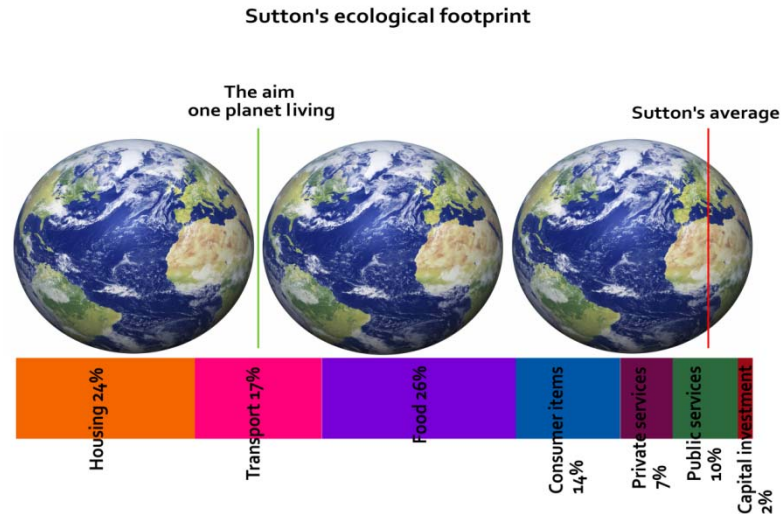 Sutton's ecological footprint
The aim
one planet living
Sutton's average
Housing 24%
Transport 17%
Food 26%
Consumer items
14%
Private services
7%
Public services
10%
Capital investment
2%